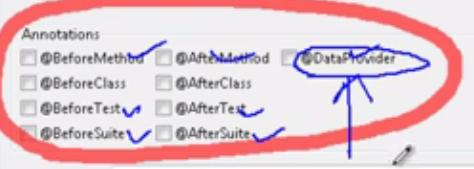 Annotations
@BeforeMethod @AfterMethod @DataProvider
@BeforeClass @AfterClass
@BeforeTest @AfterTest
@BeforeSuite @AfterSuite